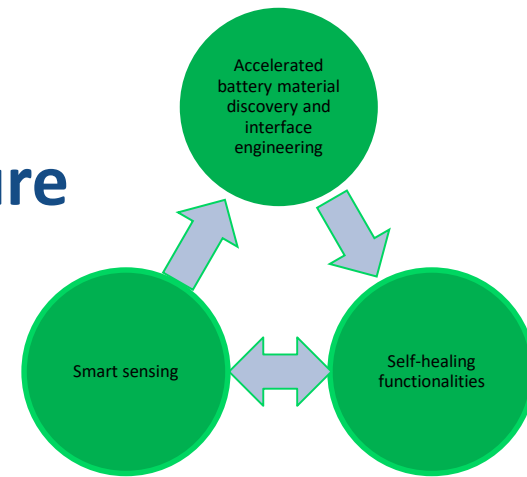 Accelerated
battery material
discovery and
interface
engineering
ure
Smart sensing
Self-healing
functionalities